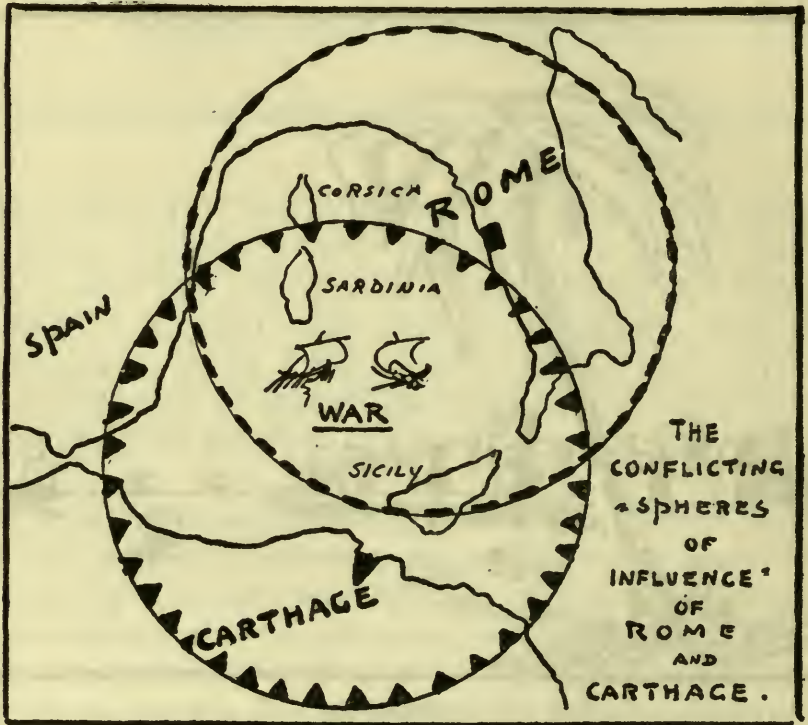 CORSICA
ROME
SARDINIA
SPAIN
WAR
SICILY
CARTHAGE
THE
CONFLICTING
"SPHERES
OF
INFLUENCE"
OF
ROME
AND
CARTHAGE.